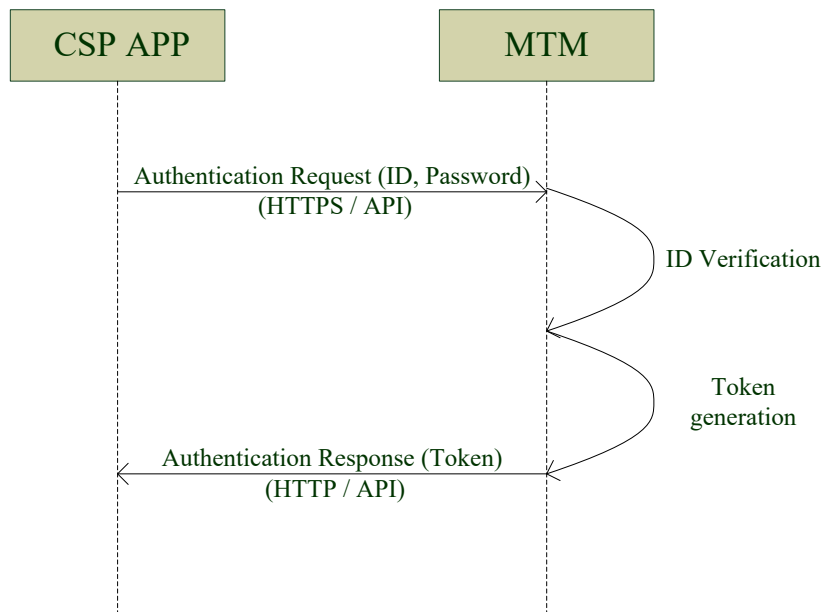 CSP APP
MTM
Authentication Request (ID, Password)
(HTTPS / API)
ID Verification
Token
generation
Authentication Response (Token)
(HTTP / API)